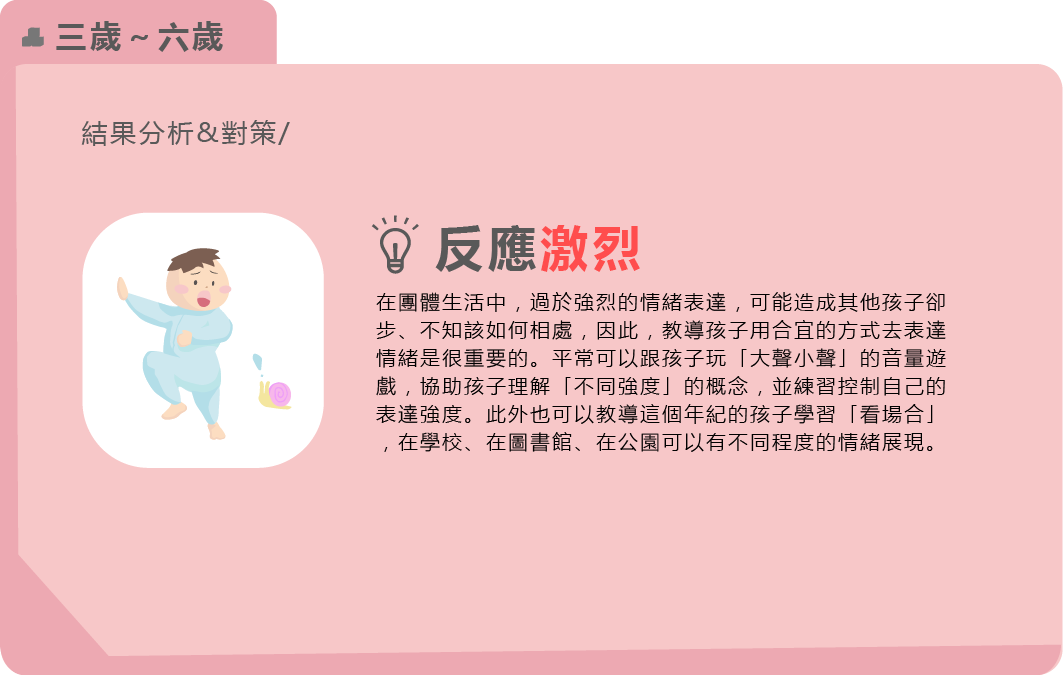 三歲~六歲
結果分析&對策/
反應激烈
在團體生活中，過於強烈的情緒表達，可能造成其他孩子卻
步、不知該如何相處，因此，教導孩子用合宜的方式去表達
情緒是很重要的。平常可以跟孩子玩「大聲小聲」的音量遊
戲，協助孩子理解「不同強度」的概念，並練習控制自己的
表達強度。此外也可以教導這個年紀的孩子學習「看場合」
，在學校、在圖書館、在公園可以有不同程度的情緒展現。